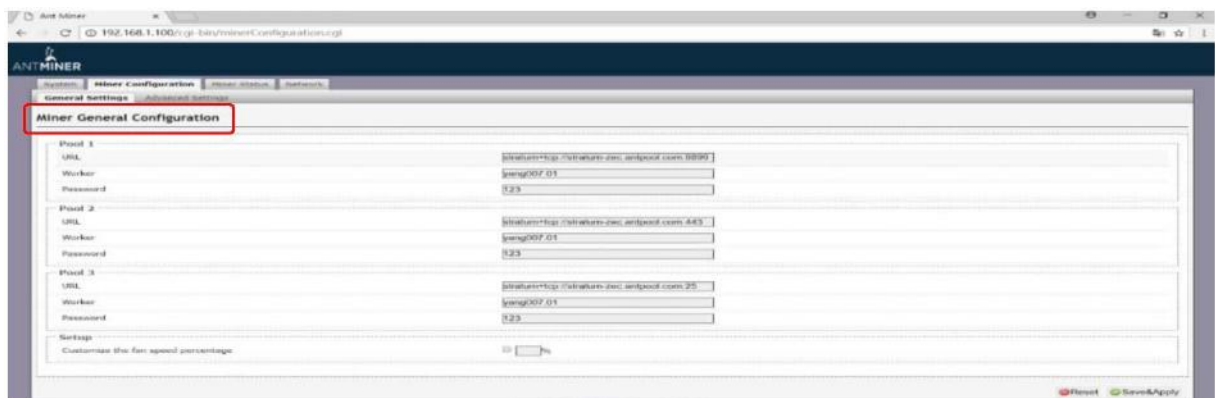 Ant Miner
192.168.1.100/cgi-bin/minerConfiguration.cgi
ANTMINER
System Miner Configuration Miner Status Network
General Settings Advanced Settings
Miner General Configuration
Pool 1
URL stratum+tcp://stratum-zec.antpool.com:8899
Worker yang007.01
Password 123
Pool 2
URL stratum+tcp://stratum-zec.antpool.com:443
Worker yang007.01
Password 123
Pool 3
URL stratum+tcp://stratum-zec.antpool.com:25
Worker yang007.01
Password 123
Setup
Customize the fan speed percentage %
Reset Save&Apply